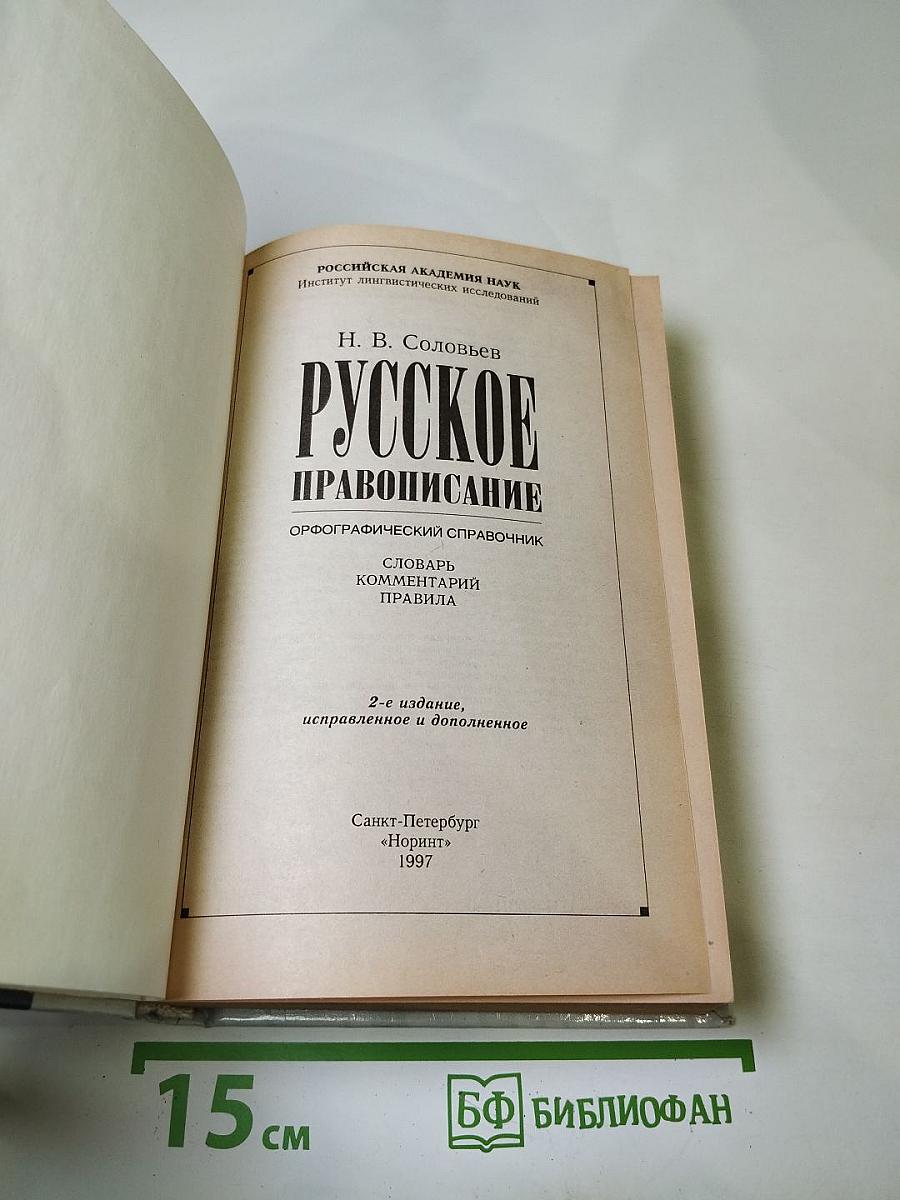 РОССИЙСКАЯ АКАДЕМИЯ НАУК
Институт лингвистических исследований
Н. В. Соловьев
РУССКОЕ
ПРАВОПИСАНИЕ
ОРФОГРАФИЧЕСКИЙ СПРАВОЧНИК
СЛОВАРЬ
КОММЕНТАРИЙ
ПРАВИЛА
2-е издание,
исправленное и дополненное
Санкт-Петербург
«Норинт»
1997
15 см
БФ БИБЛИОФАН